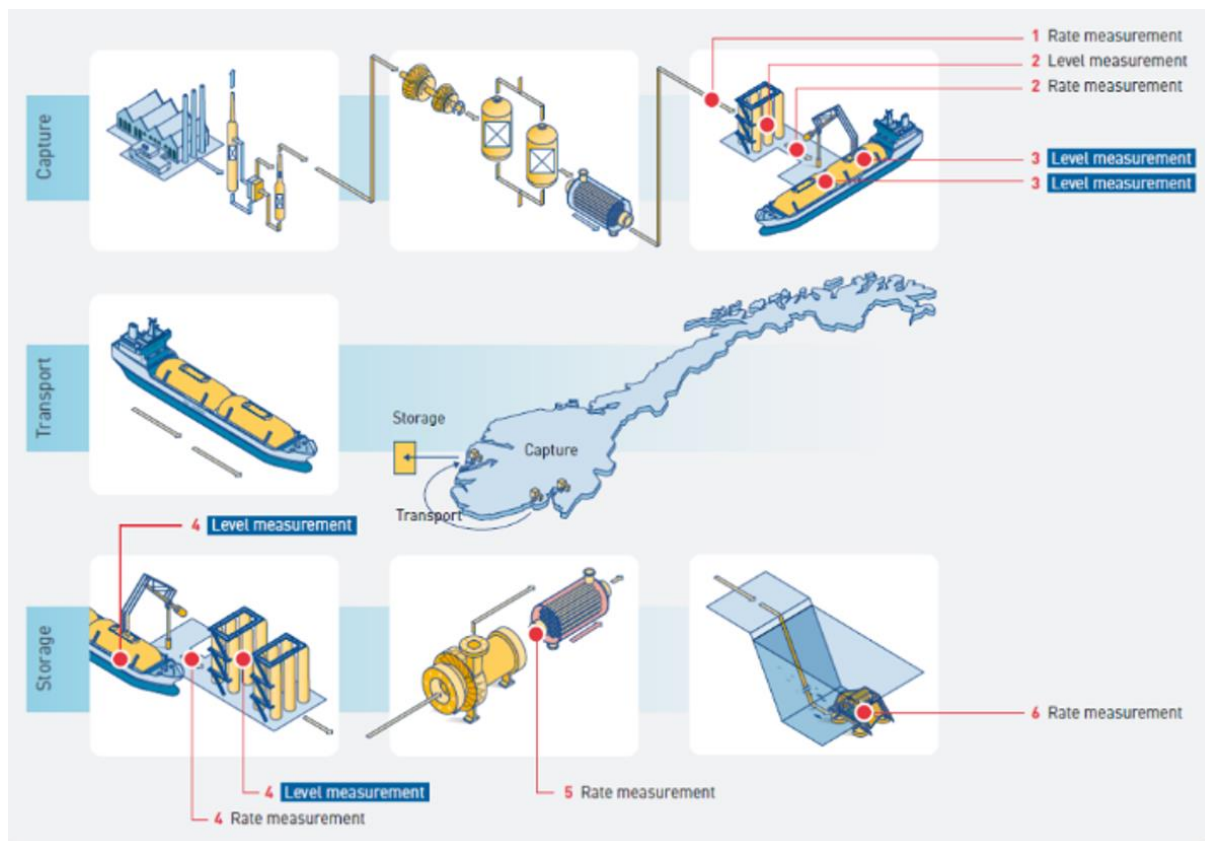 1 Rate measurement
2 Level measurement
2 Rate measurement
3 Level measurement
3 Level measurement
Capture
Transport
Storage
Capture
Transport
4 Level measurement
Storage
4 Level measurement
4 Rate measurement
5 Rate measurement
6 Rate measurement